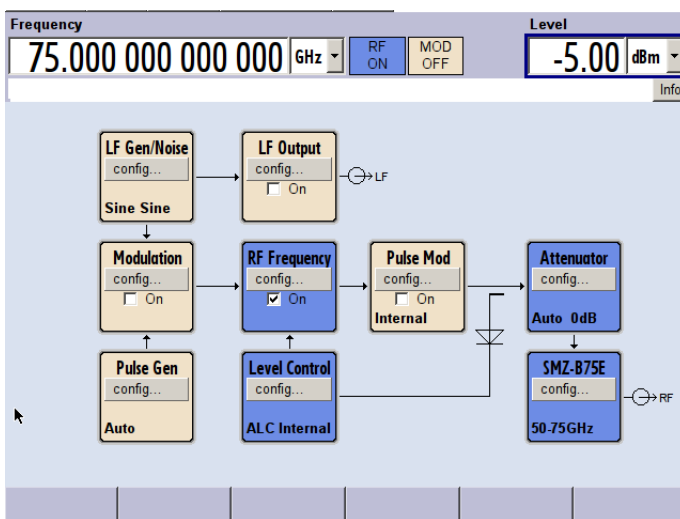 Frequency
Level
75.000 000 000 000 GHz
RF ON
MOD OFF
-5.00 dBm
Info
LF Gen/Noise
config...
Sine Sine
LF Output
config...
On
LF
Modulation
config...
On
RF Frequency
config...
On
Pulse Mod
config...
On
Internal
Attenuator
config...
Auto 0dB
Pulse Gen
config...
Auto
Level Control
config...
ALC Internal
SMZ-B75E
config...
50-75GHz
RF